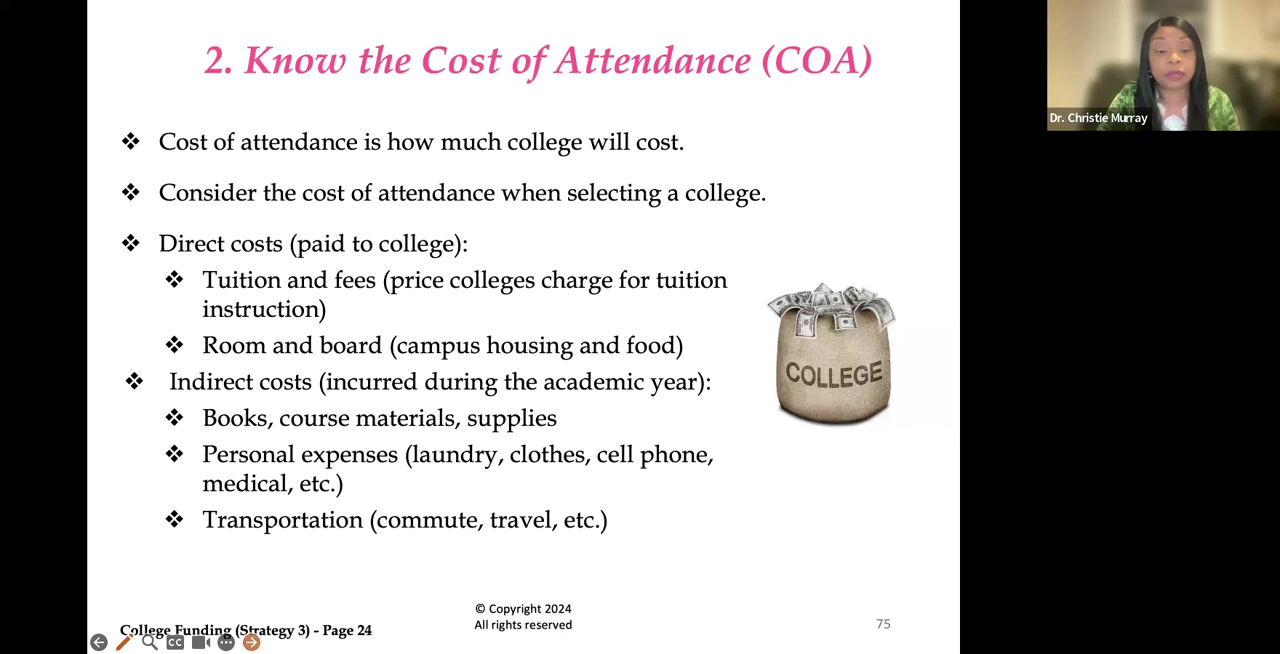 2. Know the Cost of Attendance (COA)
Dr. Christie Murray
❖ Cost of attendance is how much college will cost.
❖ Consider the cost of attendance when selecting a college.
❖ Direct costs (paid to college):
❖ Tuition and fees (price colleges charge for tuition
instruction)
❖ Room and board (campus housing and food)
❖ Indirect costs (incurred during the academic year):
❖ Books, course materials, supplies
❖ Personal expenses (laundry, clothes, cell phone,
medical, etc.)
❖ Transportation (commute, travel, etc.)
COLLEGE
© Copyright 2024
All rights reserved
75
College Funding (Strategy 3) - Page 24
CC